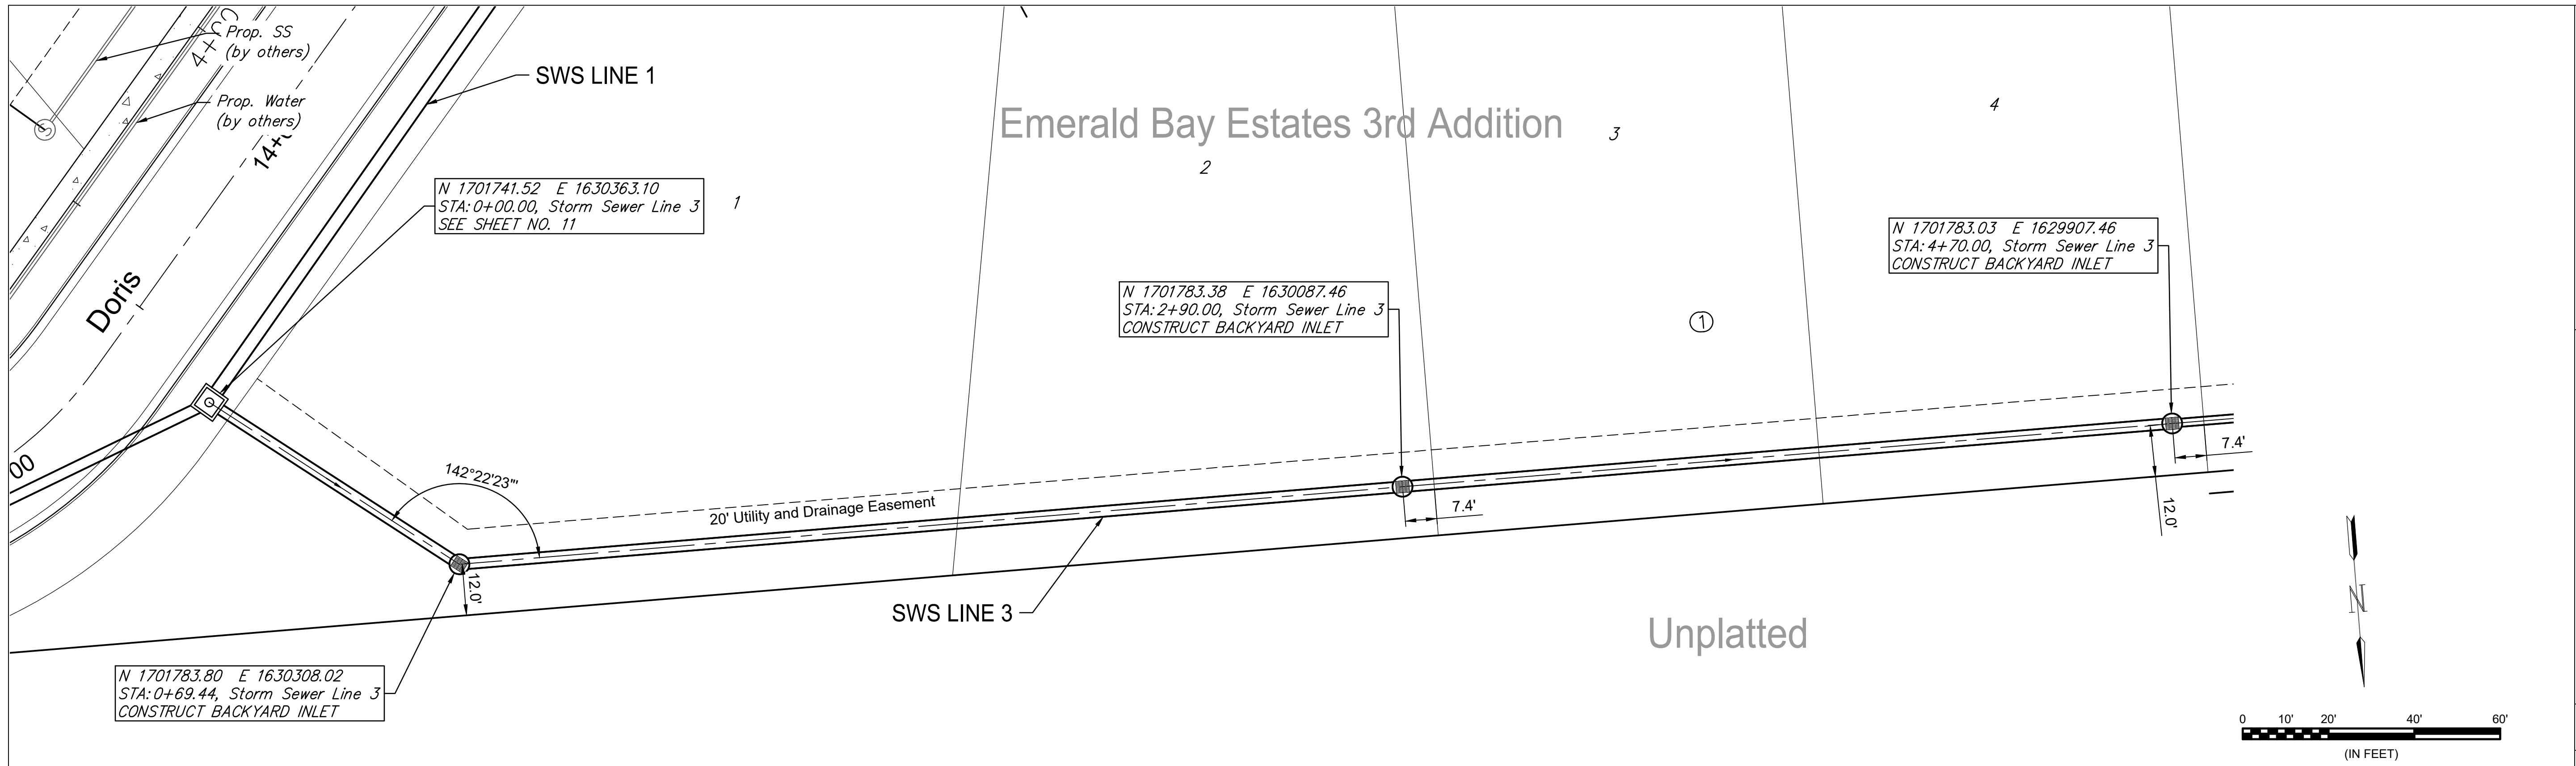 4+00
Prop. SS
(by others)
Prop. Water
(by others)
14+
Doris
00
S
SWS LINE 1
N 1701741.52 E 1630363.10
STA:0+00.00, Storm Sewer Line 3
SEE SHEET NO. 11
1
Emerald Bay Estates 3rd Addition
2
3
4
N 1701783.38 E 1630087.46
STA:2+90.00, Storm Sewer Line 3
CONSTRUCT BACKYARD INLET
1
N 1701783.03 E 1629907.46
STA:4+70.00, Storm Sewer Line 3
CONSTRUCT BACKYARD INLET
142°22'23"'
20' Utility and Drainage Easement
7.4'
7.4'
12.0'
12.0'
SWS LINE 3
Unplatted
N 1701783.80 E 1630308.02
STA:0+69.44, Storm Sewer Line 3
CONSTRUCT BACKYARD INLET
N
0 10' 20' 40' 60'
(IN FEET)